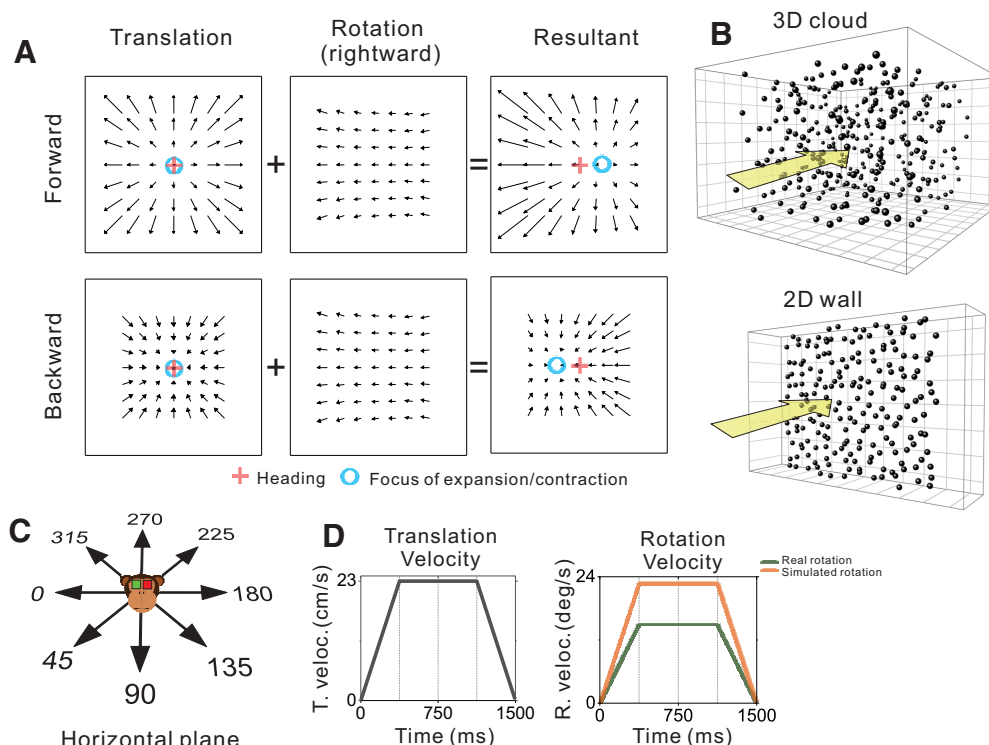 A
Translation
Rotation
(rightward)
Resultant
Forward
+
=
Backward
+
=
Heading
Focus of expansion/contraction
B
3D cloud
2D wall
C
270
315
225
0
180
45
135
90
Horizontal plane
D
Translation
Velocity
T. veloc.(cm/s)
23
0
0
750
1500
Time (ms)
Rotation
Velocity
R. veloc.(deg/s)
24
0
0
750
1500
Time (ms)
Real rotation
Simulated rotation